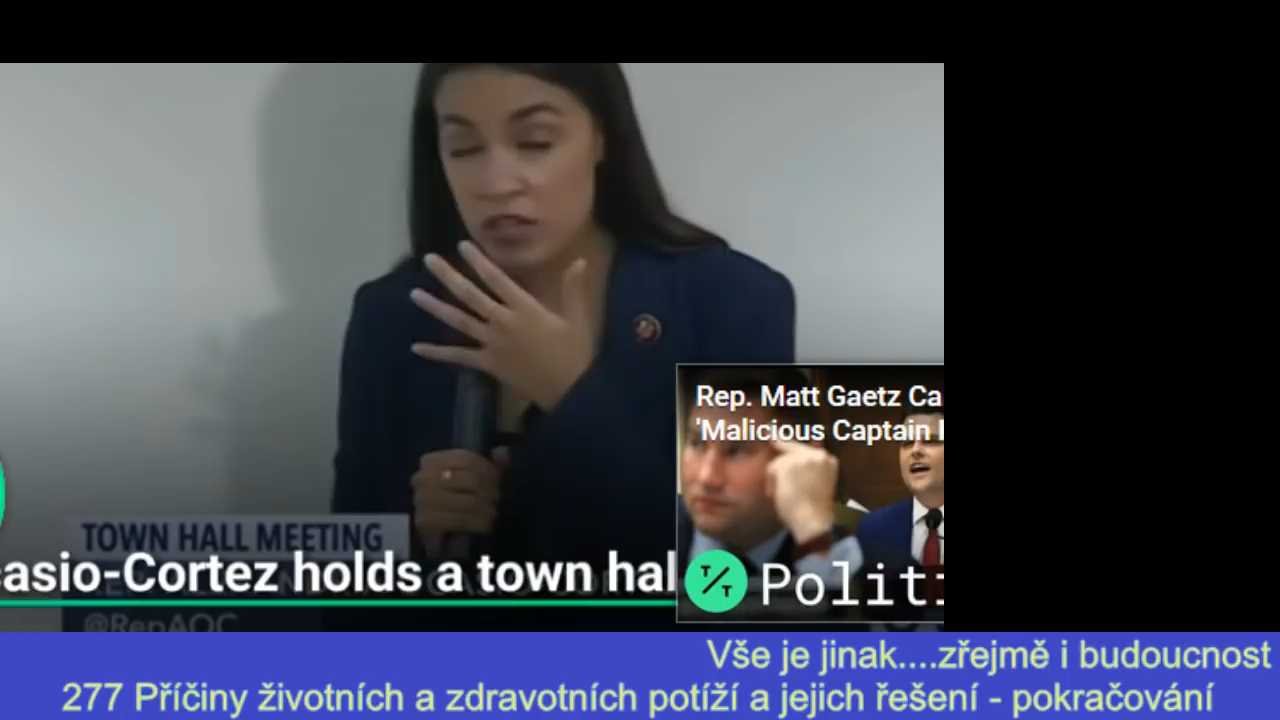 Rep. Matt Gaetz Ca
'Malicious Captain
TOWN HALL MEETING
casio-Cortez holds a town hal
T/T Politi
@RepAOC
Vše je jinak....zřejmě i budoucnost
277 Příčiny životních a zdravotních potíží a jejich řešení - pokračování